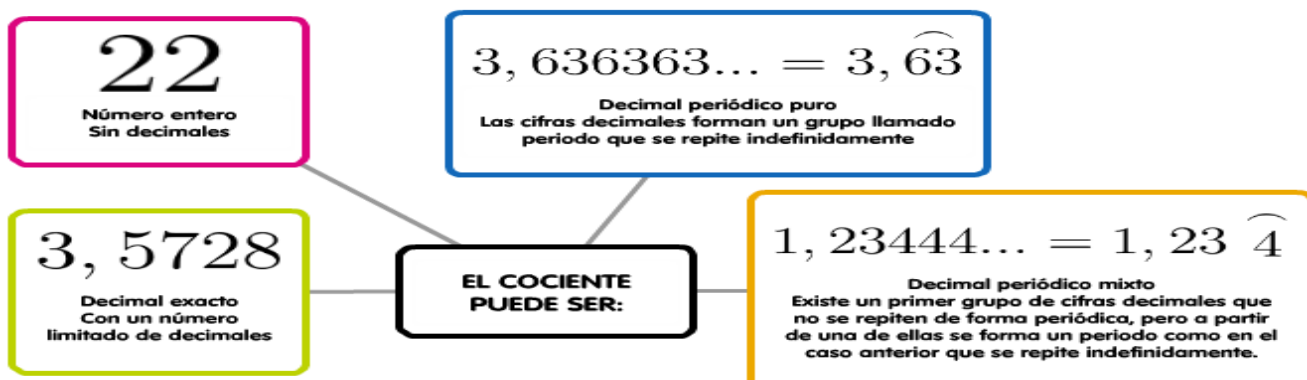 22
Número entero
Sin decimales
3, 636363... = 3, 6͡3
Decimal periódico puro
Las cifras decimales forman un grupo llamado
periodo que se repite indefinidamente
3, 5728
Decimal exacto
Con un número
limitado de decimales
EL COCIENTE
PUEDE SER:
1, 23444... = 1, 23 4̑
Decimal periódico mixto
Existe un primer grupo de cifras decimales que
no se repiten de forma periódica, pero a partir
de una de ellas se forma un periodo como en el
caso anterior que se repite indefinidamente.